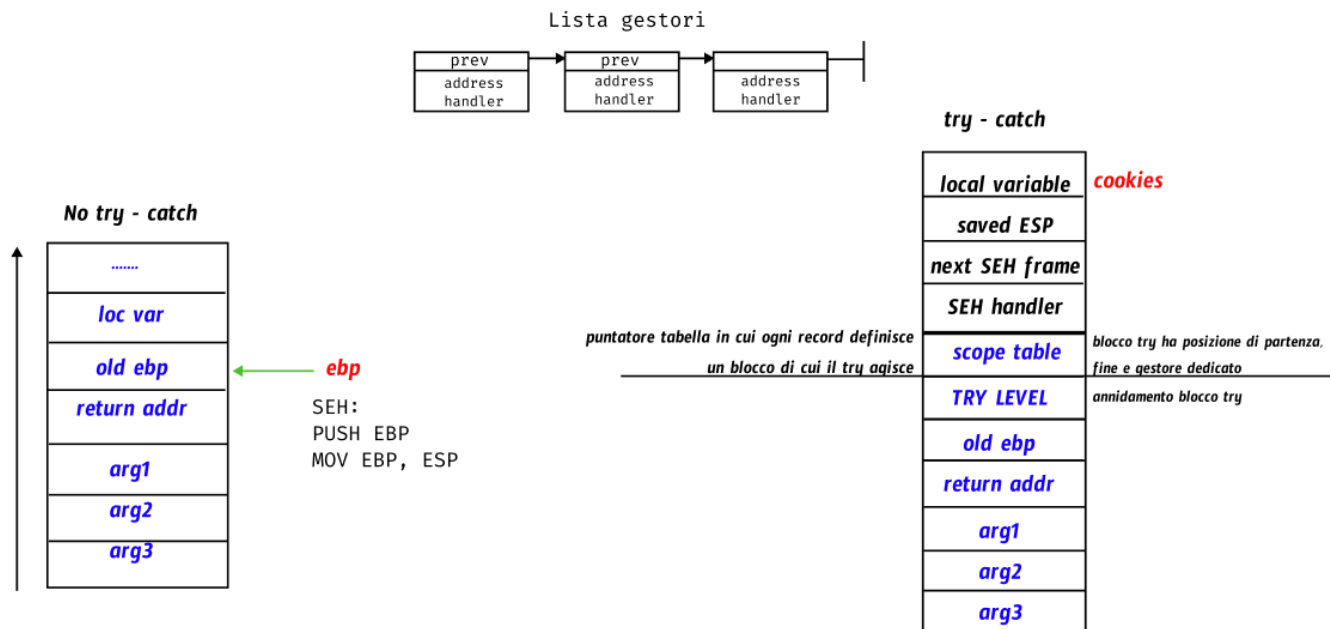 Lista gestori
prev
address
handler
prev
address
handler
address
handler
No try - catch
.......
loc var
old ebp
return addr
arg1
arg2
arg3
ebp
SEH:
PUSH EBP
MOV EBP, ESP
try - catch
local variable
cookies
saved ESP
next SEH frame
SEH handler
puntatore tabella in cui ogni record definisce
un blocco di cui il try agisce
scope table
blocco try ha posizione di partenza,
fine e gestore dedicato
TRY LEVEL
annidamento blocco try
old ebp
return addr
arg1
arg2
arg3